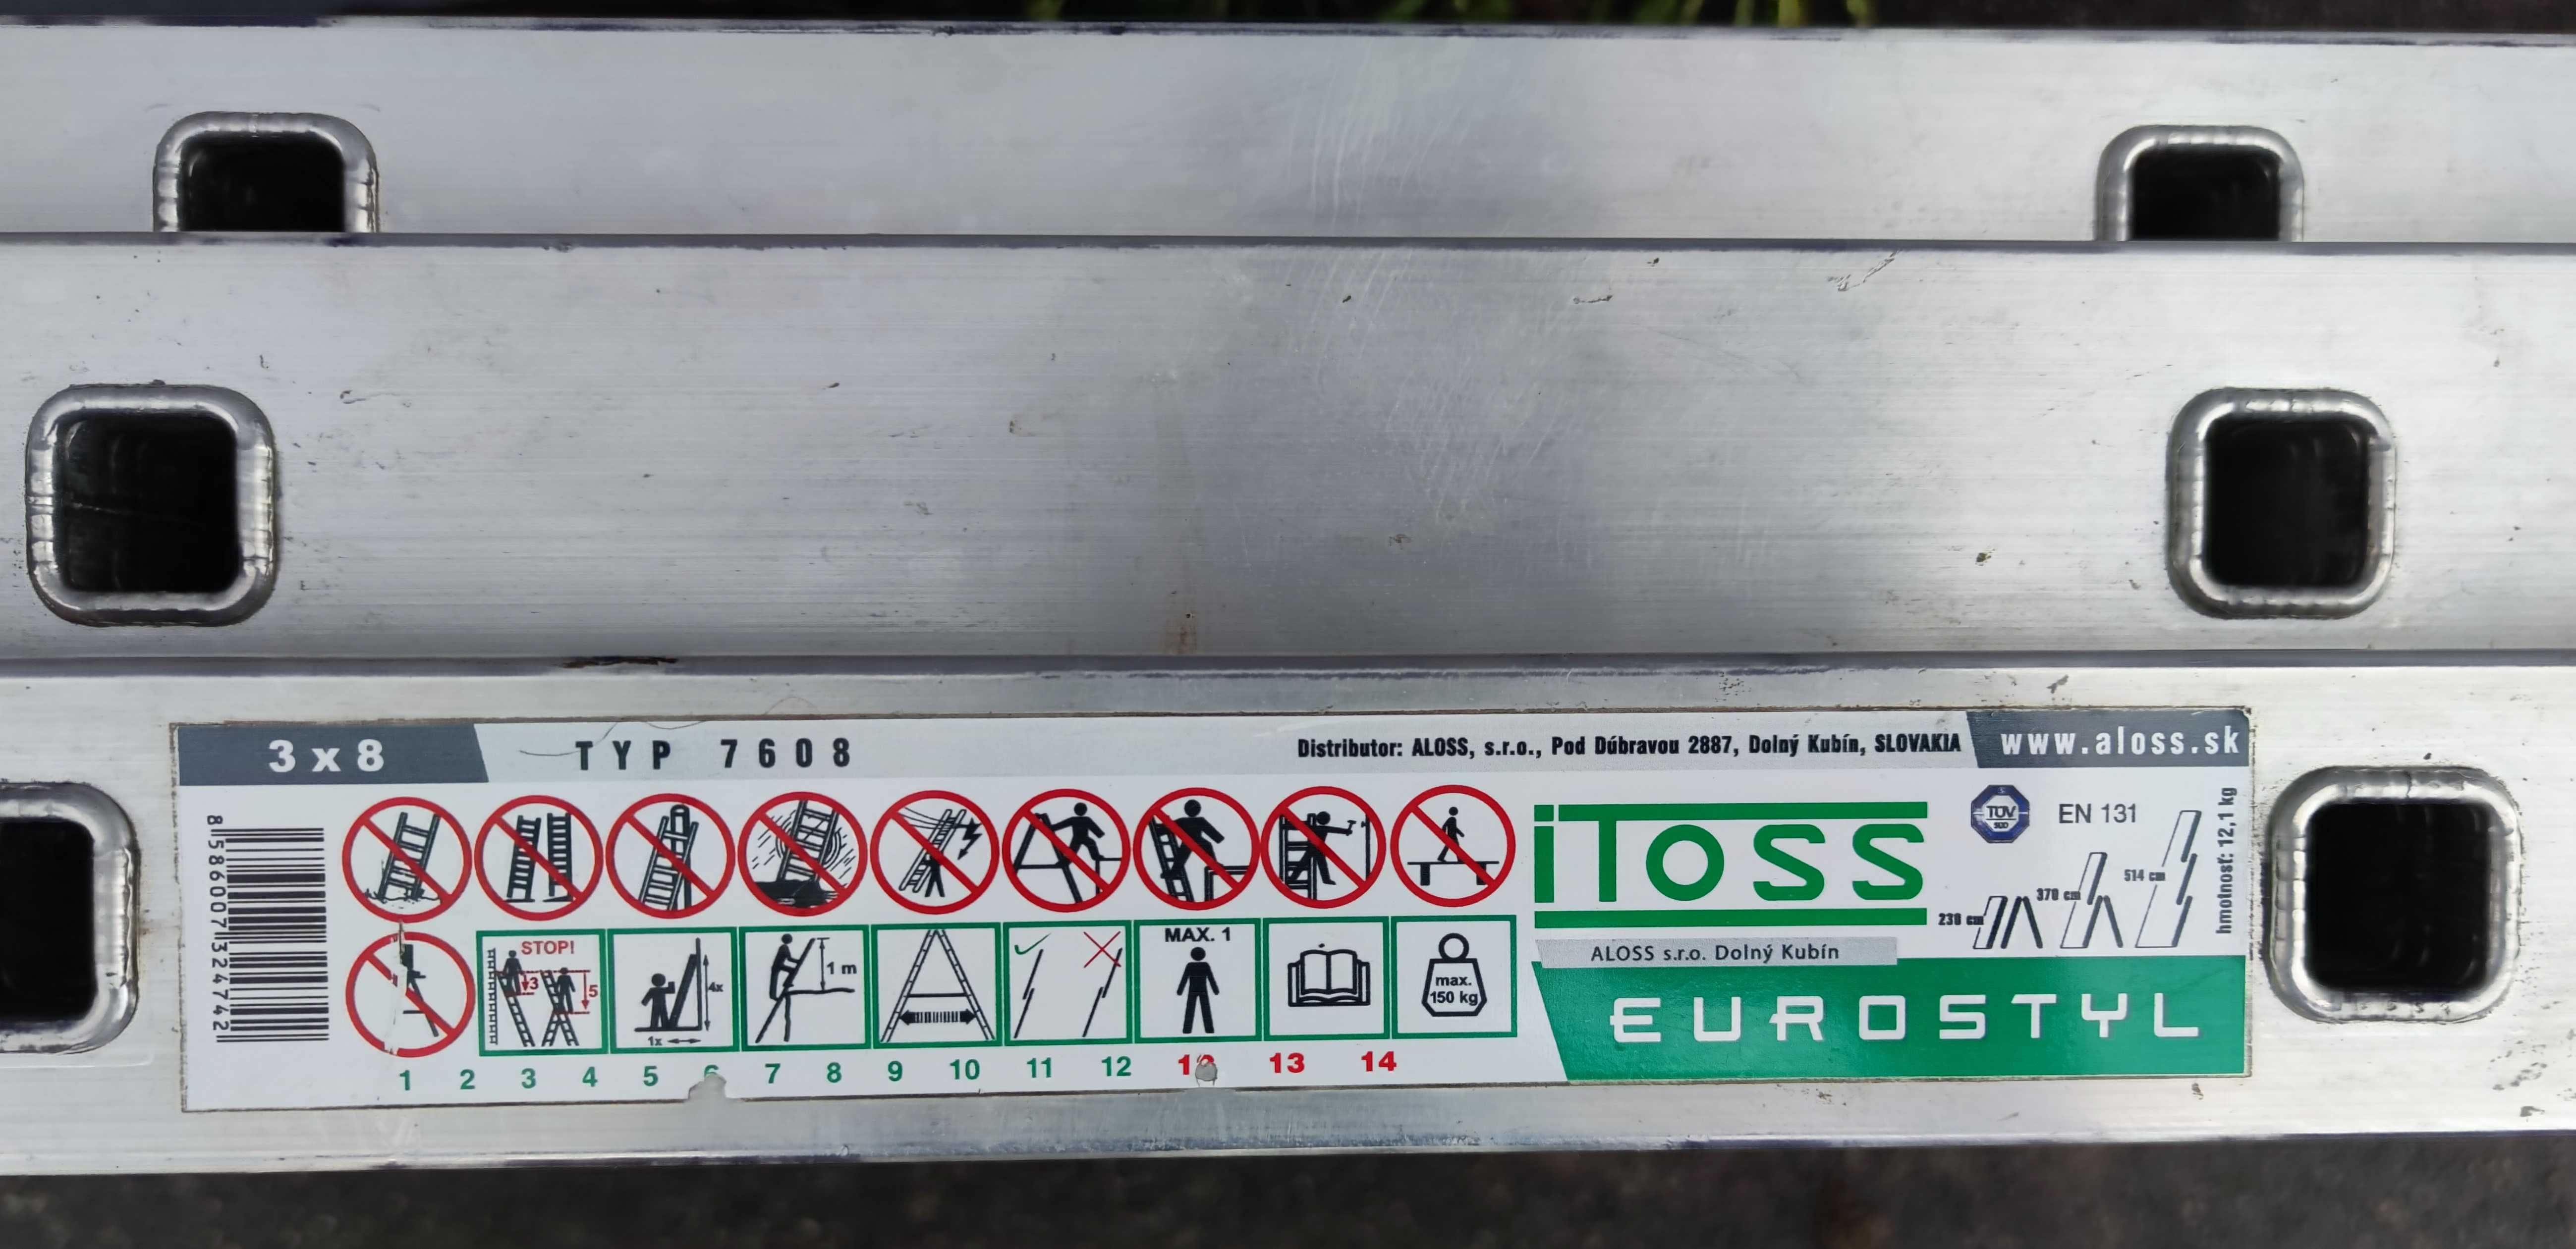 3 x 8
TYP 7608
Distributor: ALOSS, s.r.o., Pod Dúbravou 2887, Dolný Kubín, SLOVAKIA
www.aloss.sk
8586007324742
STOP!
3
5
4x
1x
1 m
MAX. 1
max.
150 kg
1 2 3 4 5 6 7 8 9 10 11 12 13 14
iToss
ALOSS s.r.o. Dolný Kubín
EUROSTYL
TÜV
SÜD
EN 131
230 cm
370 cm
514 cm
hmotnosť: 12,1 kg